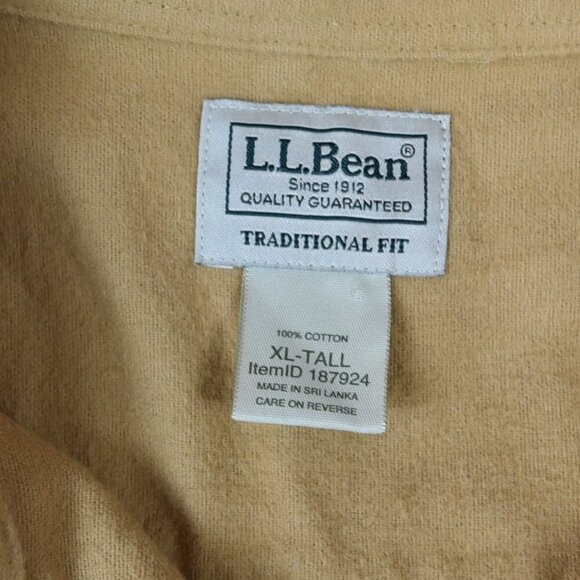 L.L.Bean®
Since 1912
QUALITY GUARANTEED
TRADITIONAL FIT
100% COTTON
XL-TALL
ItemID 187924
MADE IN SRI LANKA
CARE ON REVERSE